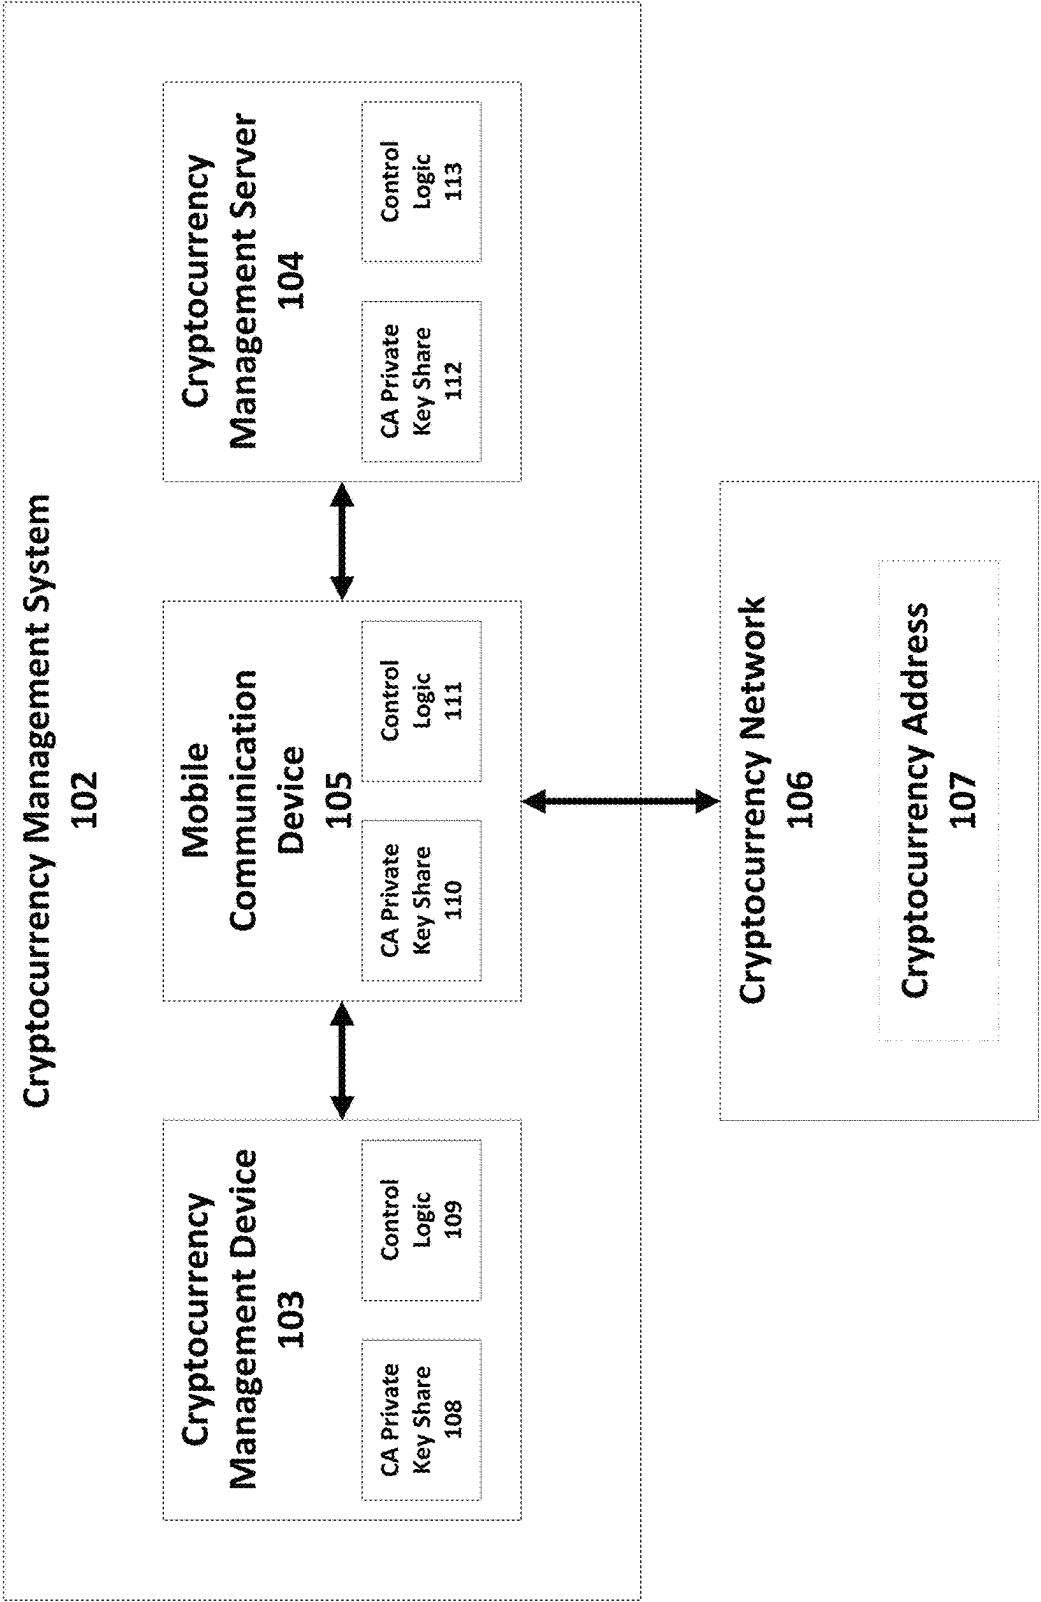 Cryptocurrency Management System
102
Cryptocurrency
Management Device
103
CA Private
Key Share
108
Control
Logic
109
Mobile
Communication
Device
105
CA Private
Key Share
110
Control
Logic
111
Cryptocurrency
Management Server
104
CA Private
Key Share
112
Control
Logic
113
Cryptocurrency Network
106
Cryptocurrency Address
107